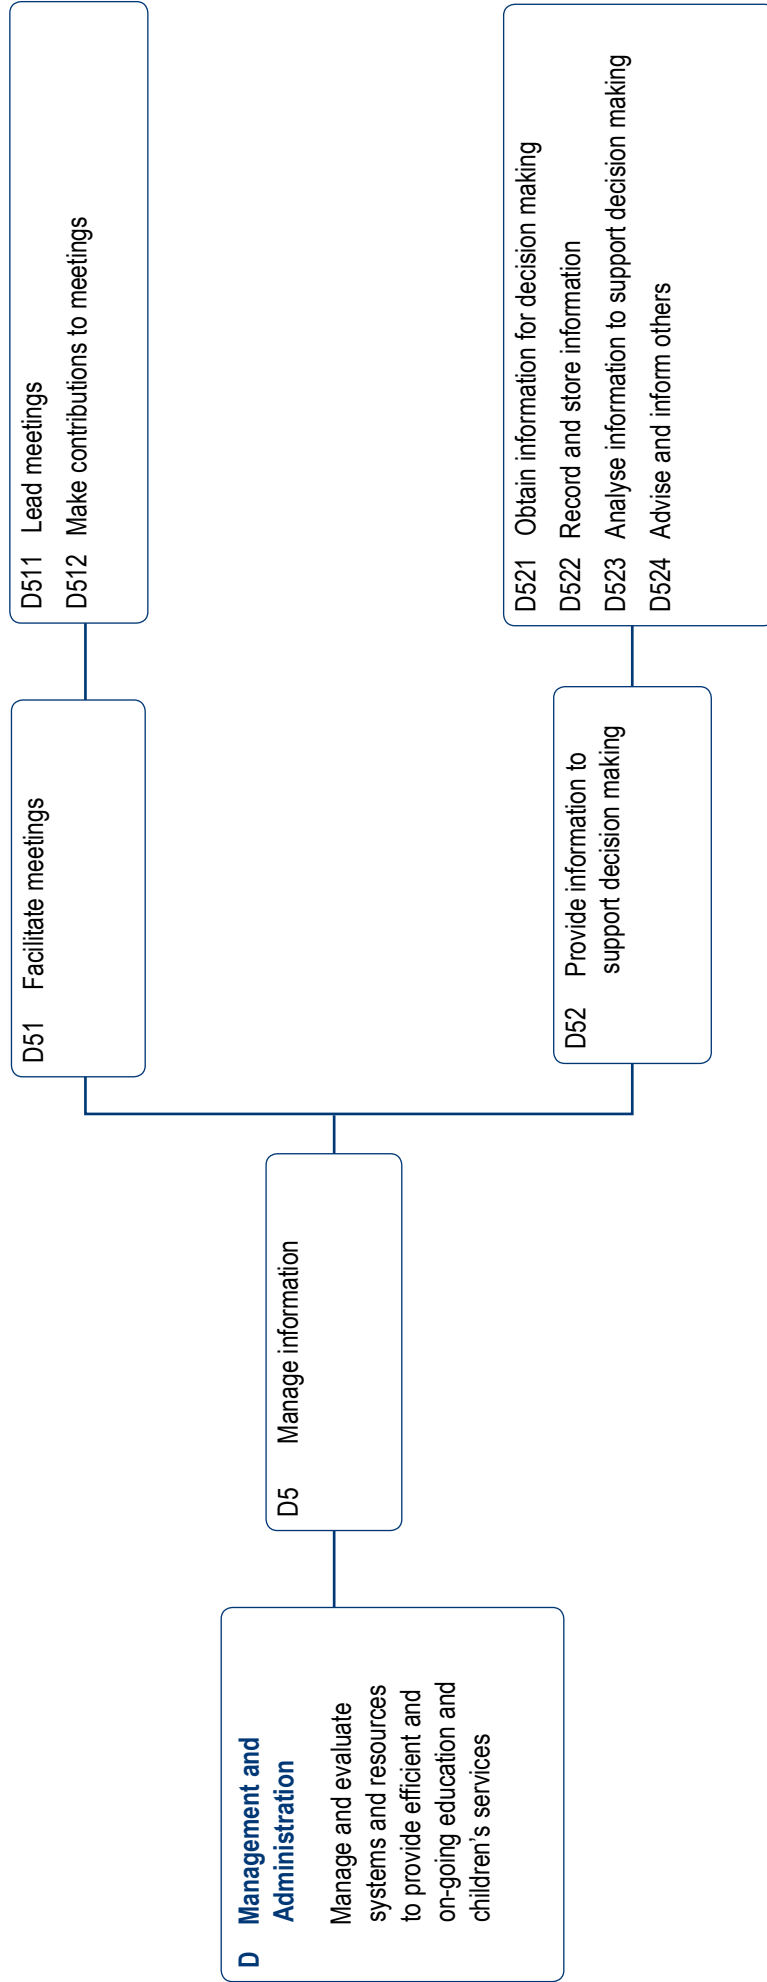 D Management and
Administration
Manage and evaluate
systems and resources
to provide efficient and
on-going education and
children's services
D5 Manage information
D51 Facilitate meetings
D511 Lead meetings
D512 Make contributions to meetings
D52 Provide information to
support decision making
D521 Obtain information for decision making
D522 Record and store information
D523 Analyse information to support decision making
D524 Advise and inform others